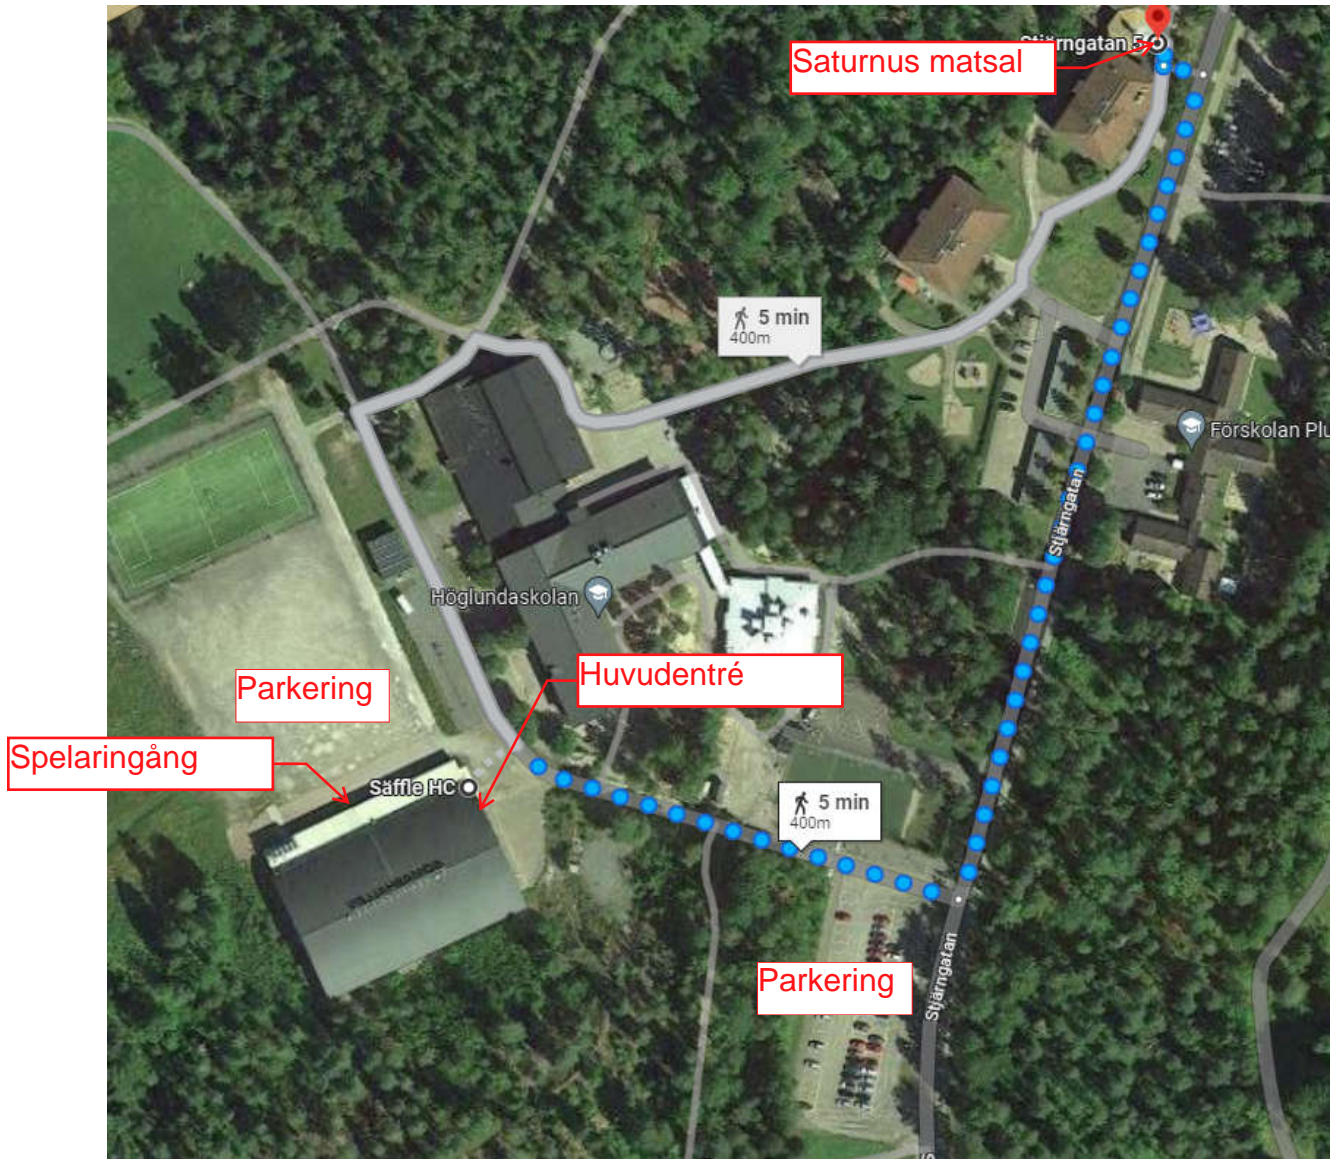 Stjärngatan 5
Saturnus matsal
5 min
400m
Förskolan Plu
Stjärngatan
Höglundaskolan
Huvudentré
Parkering
Spelaringång
Säffle HC
5 min
400m
Parkering
Stjärngatan